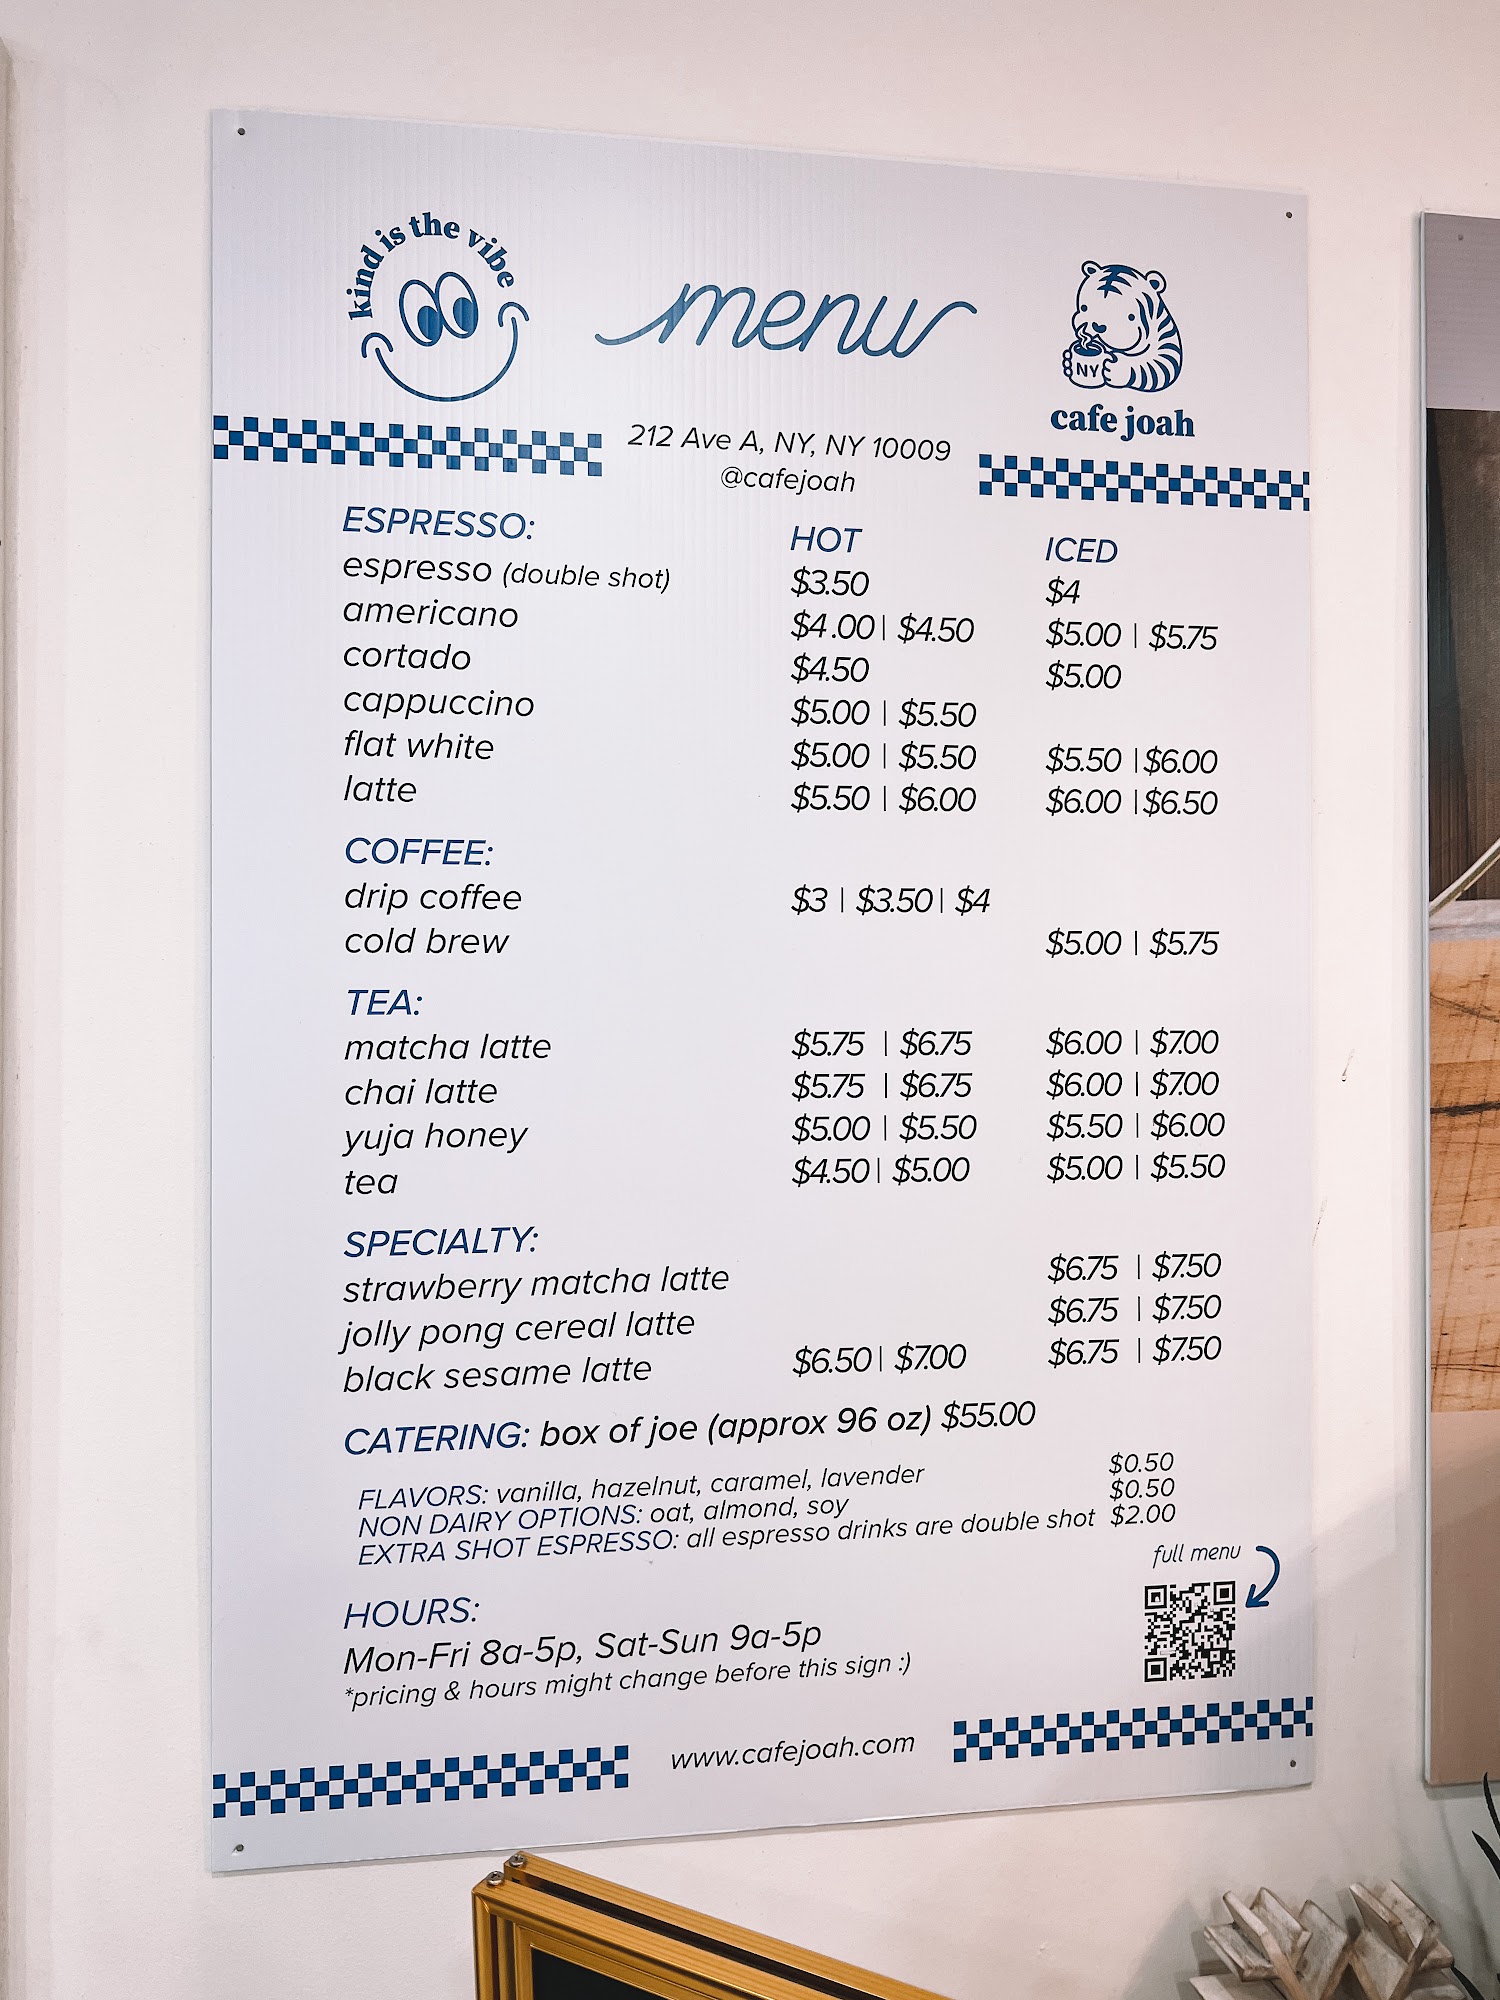 kind is the vibe
menu
NY
cafe joah
212 Ave A, NY, NY 10009
@cafejoah
ESPRESSO: HOT ICED
espresso (double shot) $3.50 $4
americano $4.00 | $4.50 $5.00 | $5.75
cortado $4.50 $5.00
cappuccino $5.00 | $5.50
flat white $5.00 | $5.50 $5.50 | $6.00
latte $5.50 | $6.00 $6.00 | $6.50
COFFEE:
drip coffee $3 | $3.50 | $4
cold brew $5.00 | $5.75
TEA:
matcha latte $5.75 | $6.75 $6.00 | $7.00
chai latte $5.75 | $6.75 $6.00 | $7.00
yuja honey $5.00 | $5.50 $5.50 | $6.00
tea $4.50 | $5.00 $5.00 | $5.50
SPECIALTY:
strawberry matcha latte $6.75 | $7.50
jolly pong cereal latte $6.75 | $7.50
black sesame latte $6.50 | $7.00 $6.75 | $7.50
CATERING: box of joe (approx 96 oz) $55.00
FLAVORS: vanilla, hazelnut, caramel, lavender $0.50
NON DAIRY OPTIONS: oat, almond, soy $0.50
EXTRA SHOT ESPRESSO: all espresso drinks are double shot $2.00
full menu
HOURS:
Mon-Fri 8a-5p, Sat-Sun 9a-5p
*pricing & hours might change before this sign :)
www.cafejoah.com